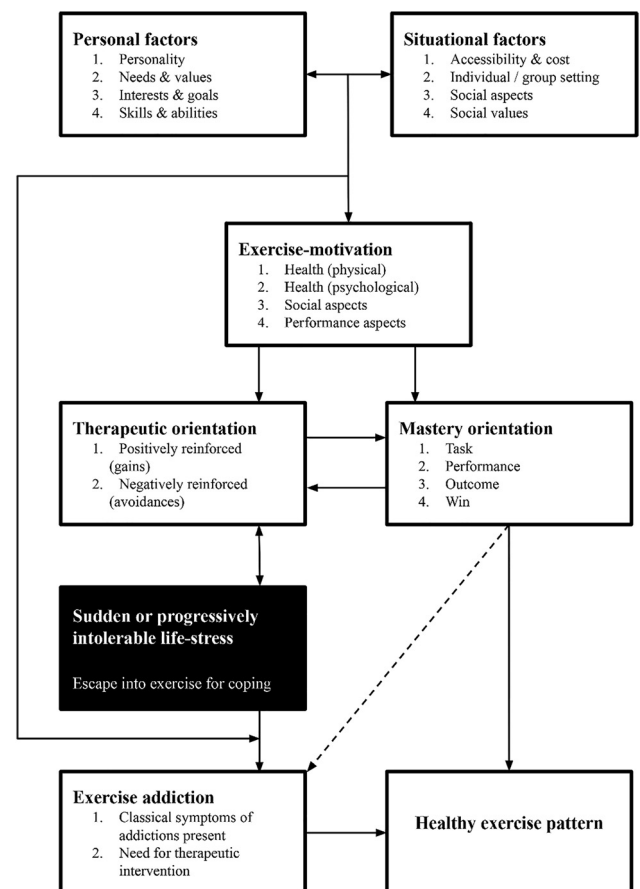 Personal factors
1. Personality
2. Needs & values
3. Interests & goals
4. Skills & abilities
Situational factors
1. Accessibility & cost
2. Individual / group setting
3. Social aspects
4. Social values
Exercise-motivation
1. Health (physical)
2. Health (psychological)
3. Social aspects
4. Performance aspects
Therapeutic orientation
1. Positively reinforced
(gains)
2. Negatively reinforced
(avoidances)
Mastery orientation
1. Task
2. Performance
3. Outcome
4. Win
Sudden or progressively
intolerable life-stress
Escape into exercise for coping
Exercise addiction
1. Classical symptoms of
addictions present
2. Need for therapeutic
intervention
Healthy exercise pattern